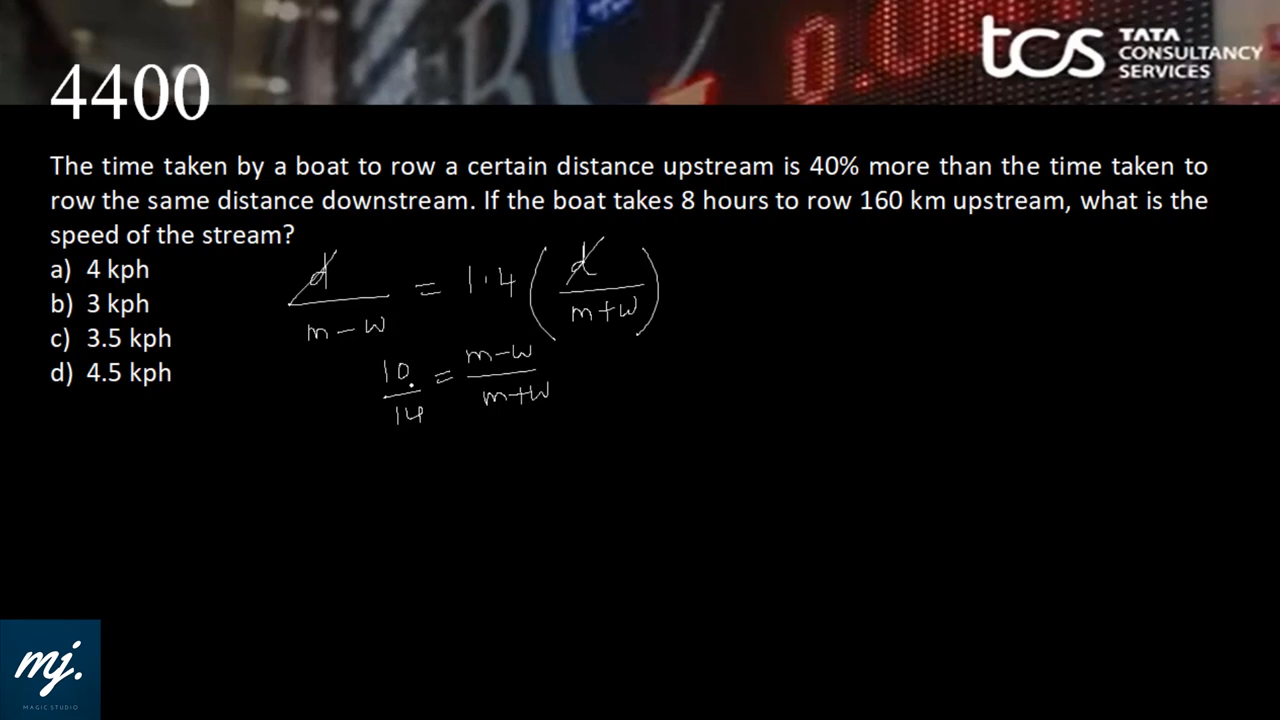 tcs TATA
CONSULTANCY
SERVICES
4400
The time taken by a boat to row a certain distance upstream is 40% more than the time taken to
row the same distance downstream. If the boat takes 8 hours to row 160 km upstream, what is the
speed of the stream?
a) 4 kph
b) 3 kph
c) 3.5 kph
d) 4.5 kph
d/(m-w) = 1.4 (d/(m+w))
10/14 = (m-w)/(m+w)
mj.
MAGIC STUDIO